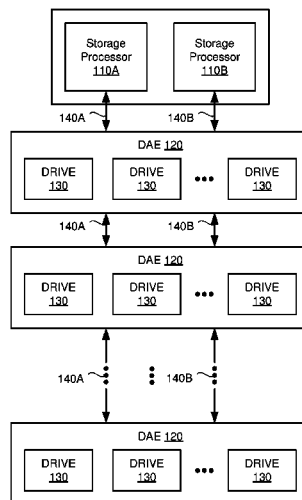 Storage Processor 110A
Storage Processor 110B
140A 140B
DAE 120
DRIVE 130 DRIVE 130 ••• DRIVE 130
140A 140B
DAE 120
DRIVE 130 DRIVE 130 ••• DRIVE 130
140A 140B
DAE 120
DRIVE 130 DRIVE 130 ••• DRIVE 130